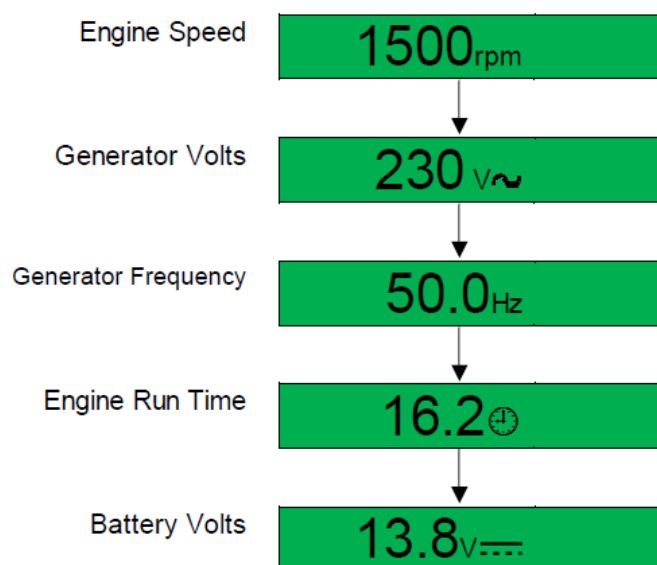 Engine Speed 1500rpm
Generator Volts 230 V
Generator Frequency 50.0Hz
Engine Run Time 16.2
Battery Volts 13.8V